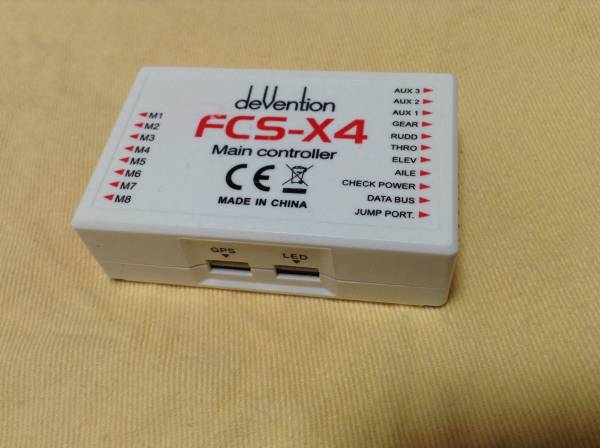 deVention
FCS-X4
Main controller
CE
MADE IN CHINA
M1
M2
M3
M4
M5
M6
M7
M8
AUX 3
AUX 2
AUX 1
GEAR
RUDD
THRO
ELEV
AILE
CHECK POWER
DATA BUS
JUMP PORT.
GPS
LED